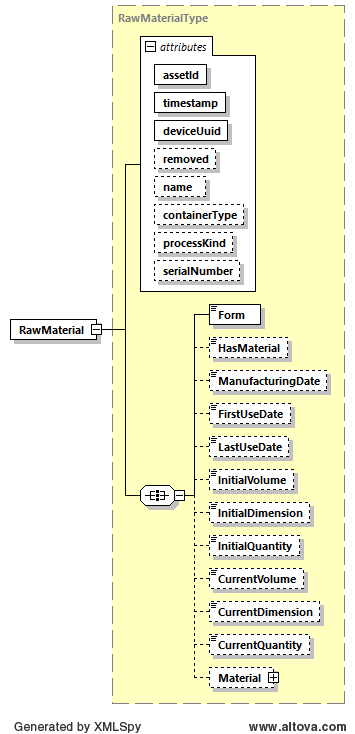 RawMaterialType
attributes
assetId
timestamp
deviceUuid
removed
name
containerType
processKind
serialNumber
RawMaterial
Form
HasMaterial
ManufacturingDate
FirstUseDate
LastUseDate
InitialVolume
InitialDimension
InitialQuantity
CurrentVolume
CurrentDimension
CurrentQuantity
Material
Generated by XMLSpy
www.altova.com